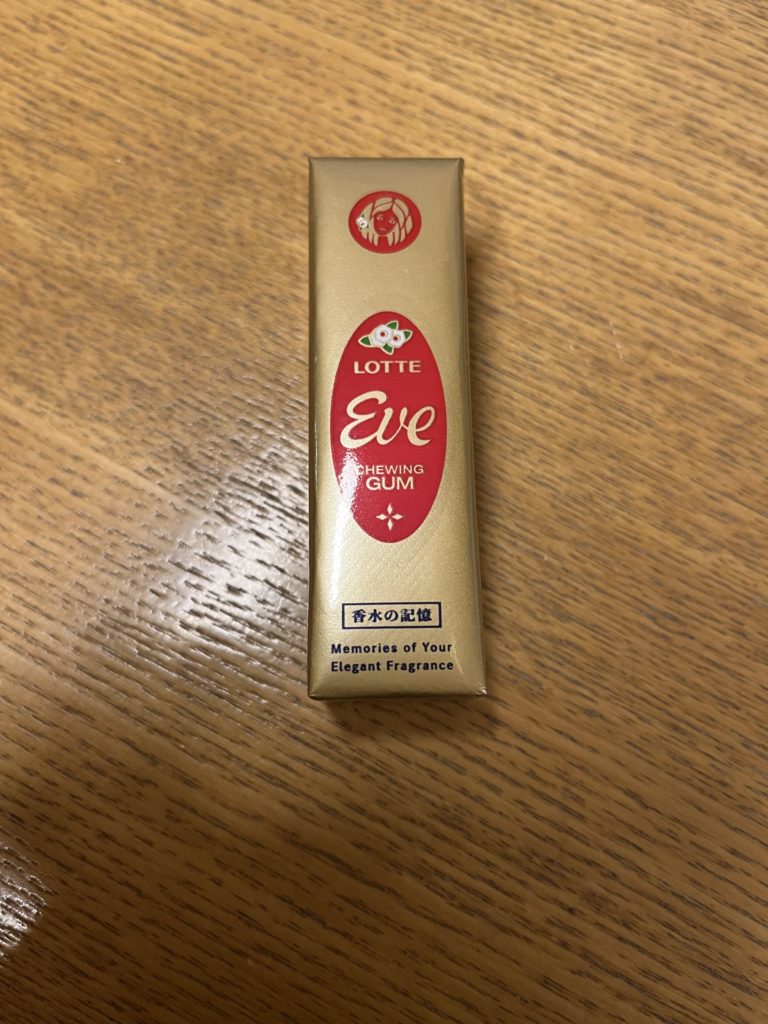 LOTTE
Eve
CHEWING
GUM
香水の記憶
Memories of Your
Elegant Fragrance